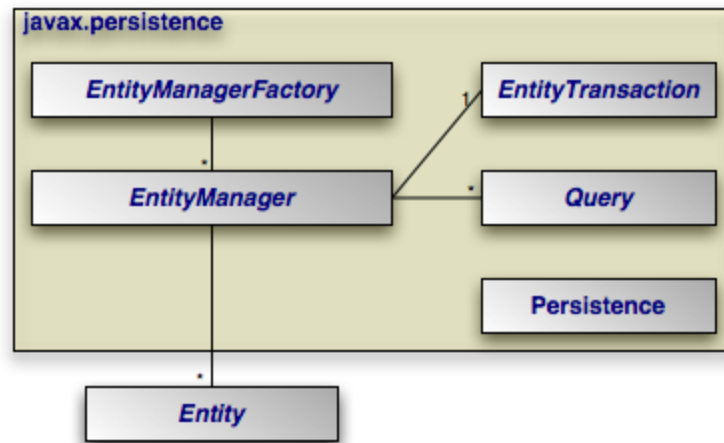 javax.persistence
EntityManagerFactory
EntityTransaction
1
*
EntityManager
*
Query
Persistence
*
Entity